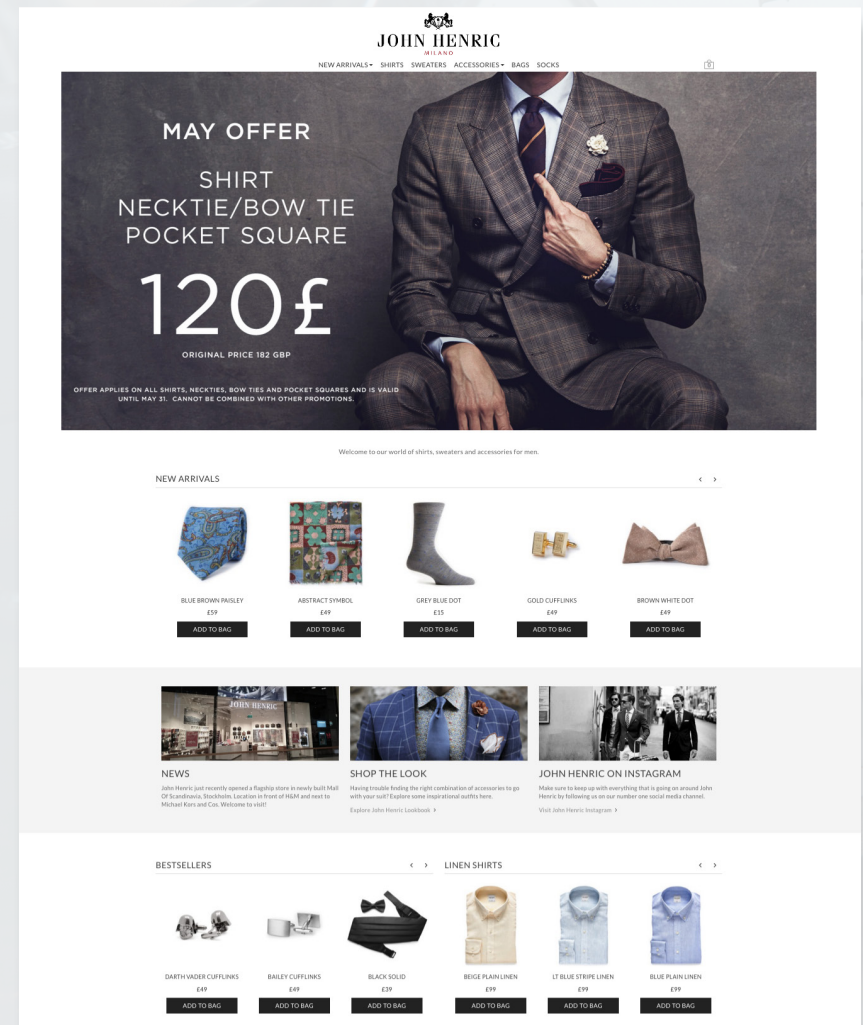 JOHN HENRIC
MILANO
NEW ARRIVALS SHIRTS SWEATERS ACCESSORIES BAGS SOCKS
0
MAY OFFER
SHIRT
NECKTIE/BOW TIE
POCKET SQUARE
120£
ORIGINAL PRICE 182 GBP
OFFER APPLIES ON ALL SHIRTS, NECKTIES, BOW TIES AND POCKET SQUARES AND IS VALID
UNTIL MAY 31. CANNOT BE COMBINED WITH OTHER PROMOTIONS.
Welcome to our world of shirts, sweaters and accessories for men.
NEW ARRIVALS
BLUE BROWN PAISLEY ABSTRACT SYMBOL GREY BLUE DOT GOLD CUFFLINKS BROWN WHITE DOT
£59 £49 £15 £49 £49
ADD TO BAG ADD TO BAG ADD TO BAG ADD TO BAG ADD TO BAG
JOHN HENRIC
NEWS
John Henric just recently opened a flagship store in newly built Mall
Of Scandinavia, Stockholm. Location in front of H&M and next to
Michael Kors and Cos. Welcome to visit!
SHOP THE LOOK
Having trouble finding the right combination of accessories to go
with your suit? Explore some inspirational outfits here.
Explore John Henric Lookbook
JOHN HENRIC ON INSTAGRAM
Make sure to keep up with everything that is going on around John
Henric by following us on our number one social media channel.
Visit John Henric Instagram
BESTSELLERS
DARTH VADER CUFFLINKS BAILEY CUFFLINKS BLACK SOLID
£49 £49 £39
ADD TO BAG ADD TO BAG ADD TO BAG
LINEN SHIRTS
BEIGE PLAIN LINEN LT BLUE STRIPE LINEN BLUE PLAIN LINEN
£99 £99 £99
ADD TO BAG ADD TO BAG ADD TO BAG